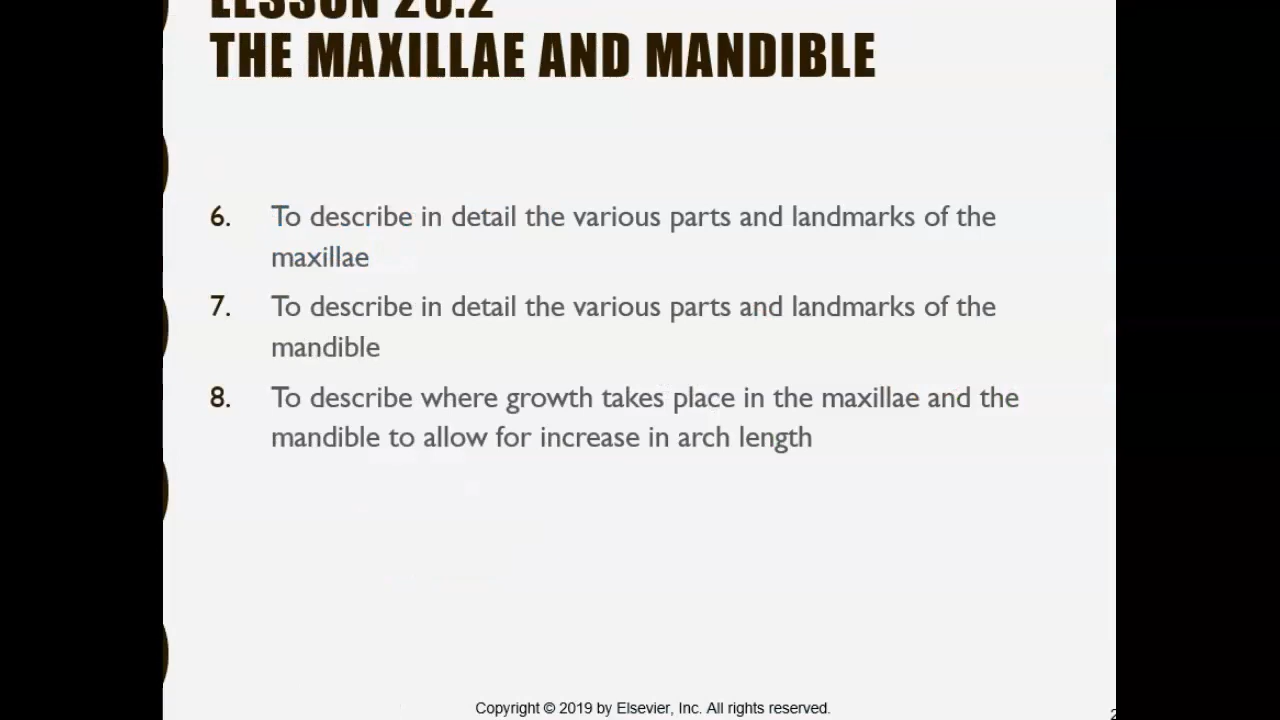 THE MAXILLAE AND MANDIBLE
6. To describe in detail the various parts and landmarks of the
maxillae
7. To describe in detail the various parts and landmarks of the
mandible
8. To describe where growth takes place in the maxillae and the
mandible to allow for increase in arch length
Copyright © 2019 by Elsevier, Inc. All rights reserved.